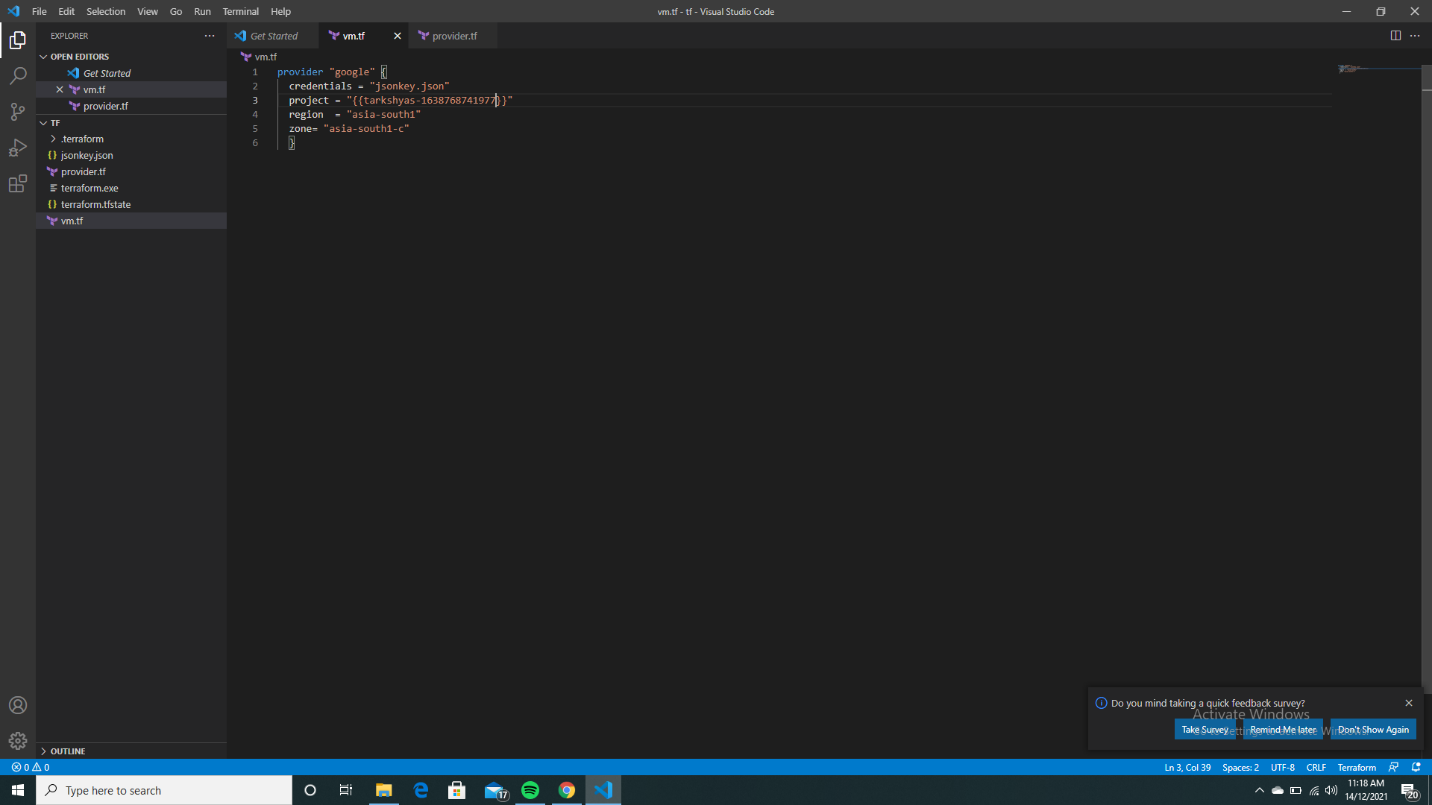 File Edit Selection View Go Run Terminal Help
vm.tf - tf - Visual Studio Code
EXPLORER
Get Started
vm.tf
provider.tf
OPEN EDITORS
Get Started
vm.tf
provider.tf
TF
.terraform
jsonkey.json
provider.tf
terraform.exe
terraform.tfstate
vm.tf
OUTLINE
vm.tf
1 provider "google" {
2 credentials = "jsonkey.json"
3 project = "{{tarkshyas-1638768741977}}"
4 region = "asia-south1"
5 zone= "asia-south1-c"
6 }
Do you mind taking a quick feedback survey?
Activate Windows
Take Survey Remind Me later Don't Show Again
0 0
Ln 3, Col 39 Spaces: 2 UTF-8 CRLF Terraform
Type here to search
17
11:18 AM
14/12/2021
20